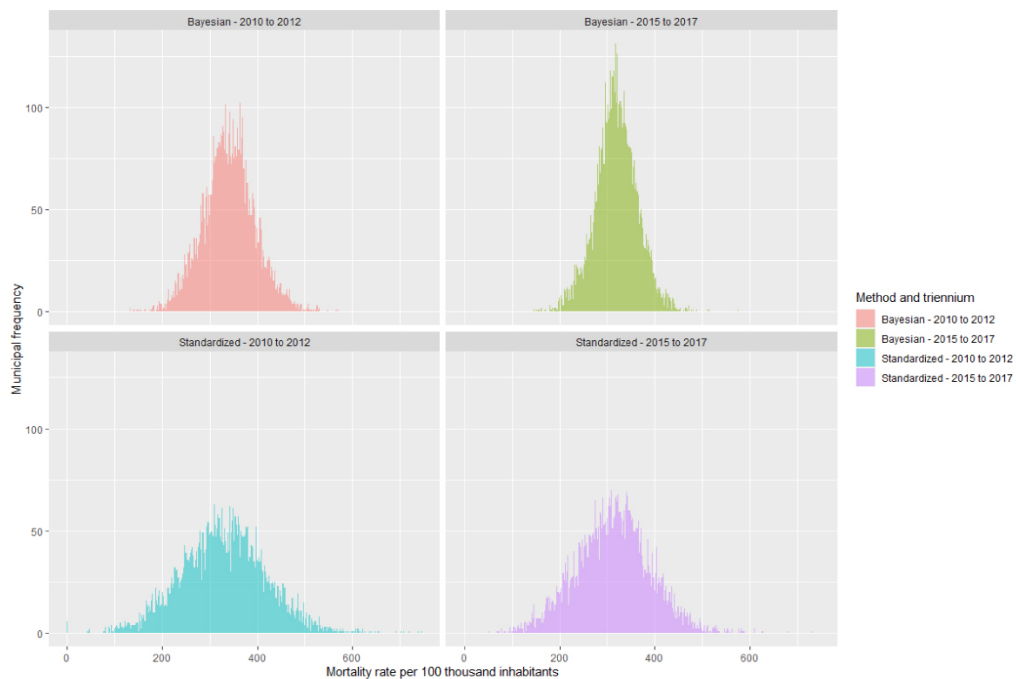 Bayesian - 2010 to 2012
Bayesian - 2015 to 2017
100
50
0
Standardized - 2010 to 2012
Standardized - 2015 to 2017
100
50
0
0 200 400 600
0 200 400 600
Municipal frequency
Mortality rate per 100 thousand inhabitants
Method and triennium
Bayesian - 2010 to 2012
Bayesian - 2015 to 2017
Standardized - 2010 to 2012
Standardized - 2015 to 2017